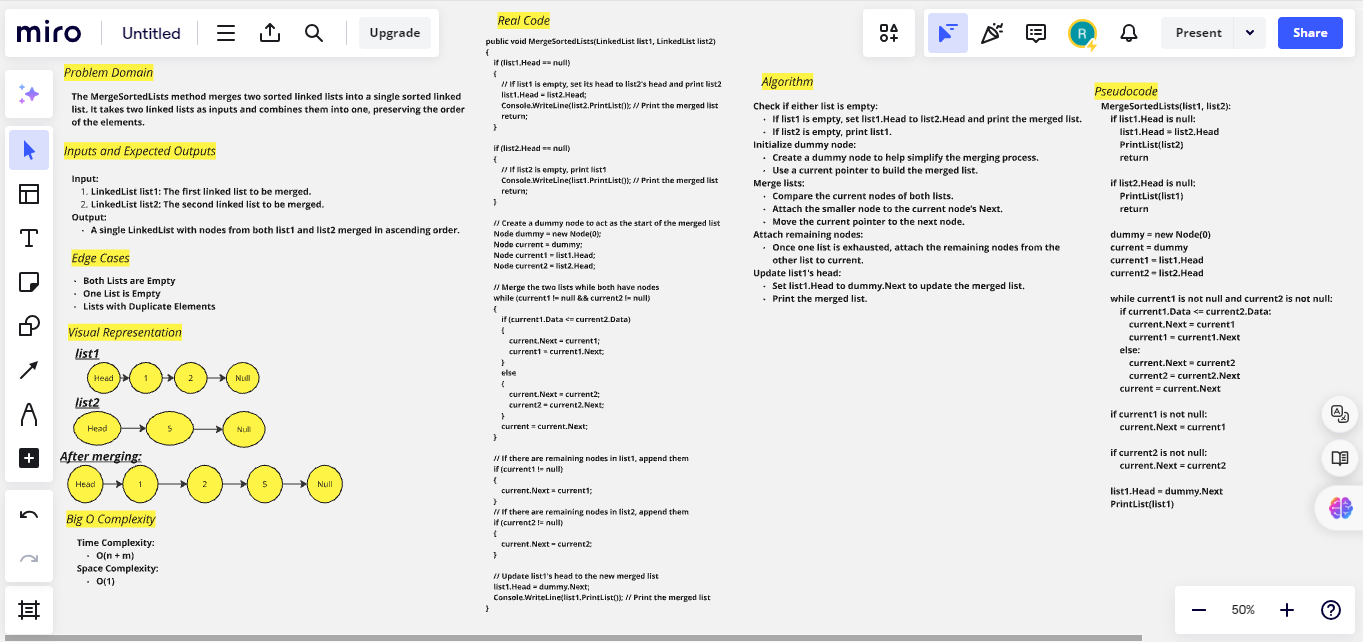 miro
Untitled
Upgrade
R
Present
Share
Problem Domain
The MergeSortedLists method merges two sorted linked lists into a single sorted linked
list. It takes two linked lists as inputs and combines them into one, preserving the order
of the elements.
Inputs and Expected Outputs
Input:
1. LinkedList list1: The first linked list to be merged.
2. LinkedList list2: The second linked list to be merged.
Output:
· A single LinkedList with nodes from both list1 and list2 merged in ascending order.
Edge Cases
· Both Lists are Empty
· One List is Empty
· Lists with Duplicate Elements
Visual Representation
list1
Head 1 2 Null
list2
Head 5 Null
After merging:
Head 1 2 5 Null
Big O Complexity
Time Complexity:
· O(n + m)
Space Complexity:
· O(1)
Real Code
public void MergeSortedLists(LinkedList list1, LinkedList list2)
{
if (list1.Head == null)
{
// If list1 is empty, set its head to list2's head and print list2
list1.Head = list2.Head;
Console.WriteLine(list2.PrintList()); // Print the merged list
return;
}
if (list2.Head == null)
{
// If list2 is empty, print list1
Console.WriteLine(list1.PrintList()); // Print the merged list
return;
}
// Create a dummy node to act as the start of the merged list
Node dummy = new Node(0);
Node current = dummy;
Node current1 = list1.Head;
Node current2 = list2.Head;
// Merge the two lists while both have nodes
while (current1 != null && current2 != null)
{
if (current1.Data <= current2.Data)
{
current.Next = current1;
current1 = current1.Next;
}
else
{
current.Next = current2;
current2 = current2.Next;
}
current = current.Next;
}
// If there are remaining nodes in list1, append them
if (current1 != null)
{
current.Next = current1;
}
// If there are remaining nodes in list2, append them
if (current2 != null)
{
current.Next = current2;
}
// Update list1's head to the new merged list
list1.Head = dummy.Next;
Console.WriteLine(list1.PrintList()); // Print the merged list
}
Algorithm
Check if either list is empty:
· If list1 is empty, set list1.Head to list2.Head and print the merged list.
· If list2 is empty, print list1.
Initialize dummy node:
· Create a dummy node to help simplify the merging process.
· Use a current pointer to build the merged list.
Merge lists:
· Compare the current nodes of both lists.
· Attach the smaller node to the current node's Next.
· Move the current pointer to the next node.
Attach remaining nodes:
· Once one list is exhausted, attach the remaining nodes from the
other list to current.
Update list1's head:
· Set list1.Head to dummy.Next to update the merged list.
· Print the merged list.
Pseudocode
MergeSortedLists(list1, list2):
if list1.Head is null:
list1.Head = list2.Head
PrintList(list2)
return
if list2.Head is null:
PrintList(list1)
return
dummy = new Node(0)
current = dummy
current1 = list1.Head
current2 = list2.Head
while current1 is not null and current2 is not null:
if current1.Data <= current2.Data:
current.Next = current1
current1 = current1.Next
else:
current.Next = current2
current2 = current2.Next
current = current.Next
if current1 is not null:
current.Next = current1
if current2 is not null:
current.Next = current2
list1.Head = dummy.Next
PrintList(list1)
50%